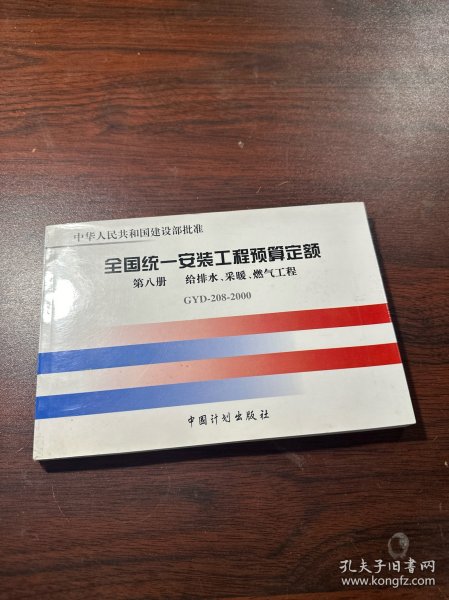 中华人民共和国建设部批准
全国统一安装工程预算定额
第八册 给排水、采暖、燃气工程
GYD-208-2000
中国计划出版社
孔夫子旧书网
www.kongfz.com